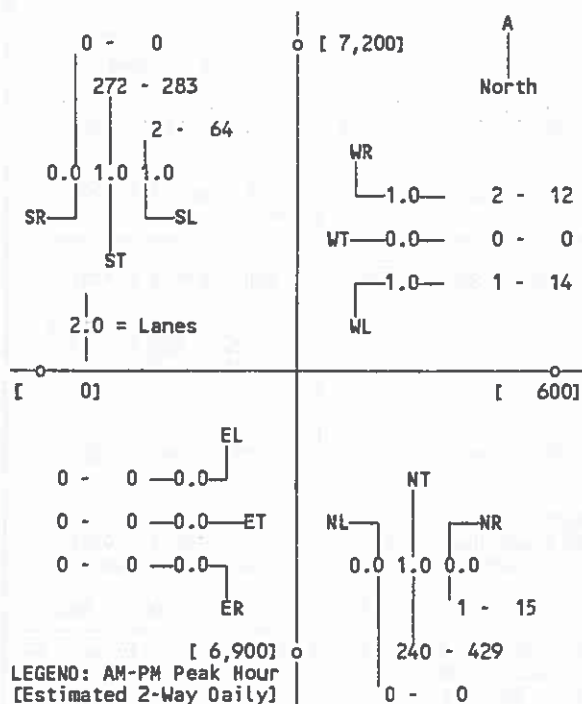 0 - 0 [ 7,200] A
272 - 283 North
2 - 64
WR
0.0 1.0 1.0 1.0 2 - 12
SR SL WT 0.0 0 - 0
ST 1.0 1 - 14
2.0 = Lanes WL
[ 0] [ 600]
EL
0 - 0 0.0 NT
0 - 0 0.0 ET NL NR
0 - 0 0.0 0.0 1.0 0.0
ER 1 - 15
[ 6,900] 240 - 429
LEGEND: AM-PM Peak Hour
[Estimated 2-Way Daily] 0 - 0